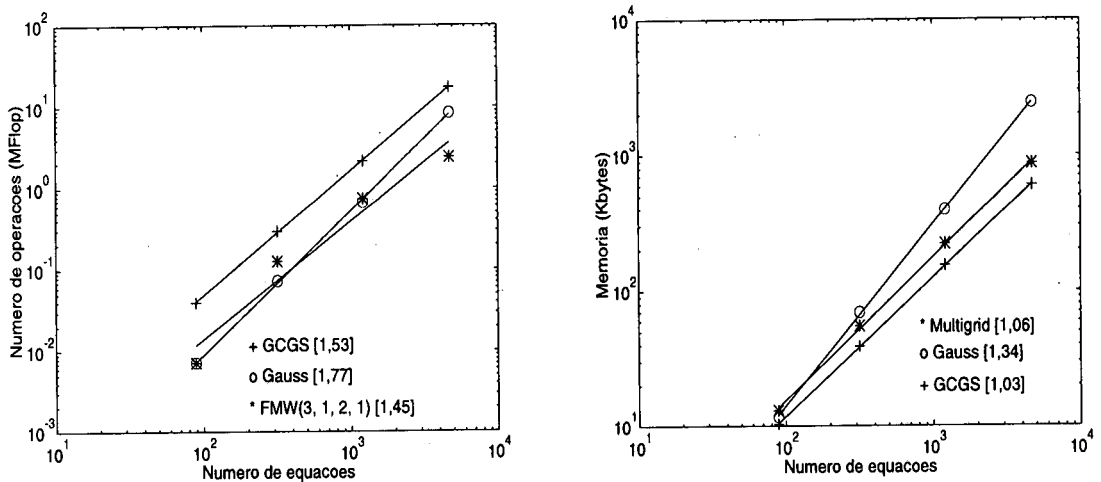 10^2
10^1
10^0
10^-1
10^-2
10^-3
Numero de operacoes (MFlop)
+ GCGS [1,53]
o Gauss [1,77]
* FMW(3, 1, 2, 1) [1,45]
10^1
10^2
10^3
10^4
Numero de equacoes
10^4
10^3
10^2
10^1
Memoria (Kbytes)
* Multigrid [1,06]
o Gauss [1,34]
+ GCGS [1,03]
10^1
10^2
10^3
10^4
Numero de equacoes